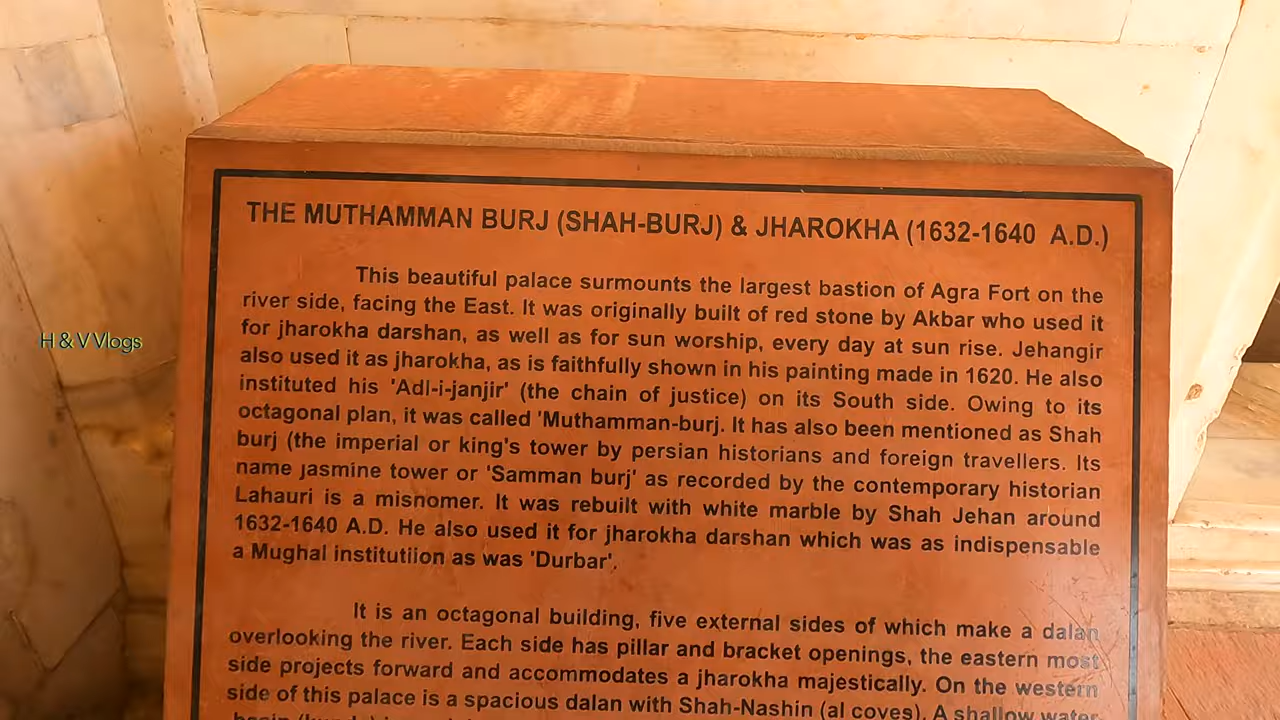 THE MUTHAMMAN BURJ (SHAH-BURJ) & JHAROKHA (1632-1640 A.D.)
This beautiful palace surmounts the largest bastion of Agra Fort on the
river side, facing the East. It was originally built of red stone by Akbar who used it
for jharokha darshan, as well as for sun worship, every day at sun rise. Jehangir
also used it as jharokha, as is faithfully shown in his painting made in 1620. He also
instituted his 'Adl-i-janjir' (the chain of justice) on its South side. Owing to its
octagonal plan, it was called 'Muthamman-burj. It has also been mentioned as Shah
burj (the imperial or king's tower by persian historians and foreign travellers. Its
name jasmine tower or 'Samman burj' as recorded by the contemporary historian
Lahauri is a misnomer. It was rebuilt with white marble by Shah Jehan around
1632-1640 A.D. He also used it for jharokha darshan which was as indispensable
a Mughal institutiion as was 'Durbar'.
It is an octagonal building, five external sides of which make a dalan
overlooking the river. Each side has pillar and bracket openings, the eastern most
side projects forward and accommodates a jharokha majestically. On the western
side of this palace is a spacious dalan with Shah-Nashin (al coves). A shallow water
H & V Vlogs